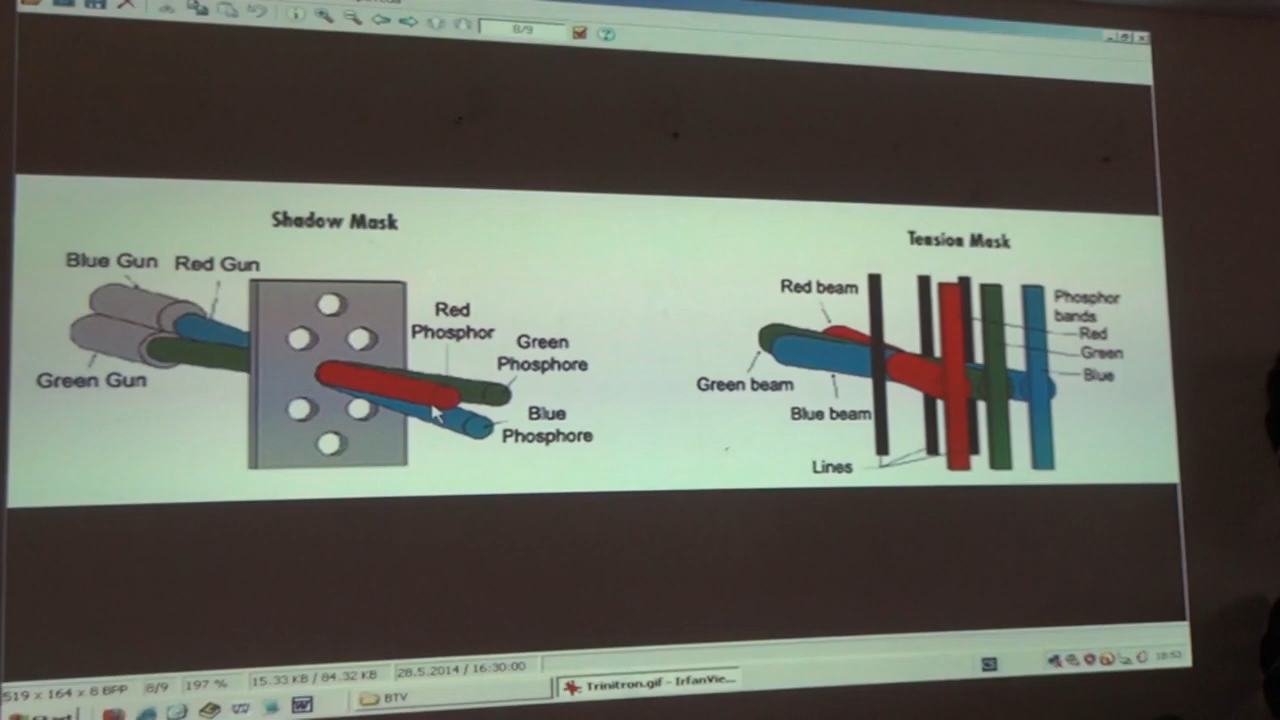 8/9
Shadow Mask
Blue Gun
Red Gun
Green Gun
Red
Phosphor
Green
Phosphore
Blue
Phosphore
Tension Mask
Red beam
Green beam
Blue beam
Lines
Phosphor
bands
Red
Green
Blue
519 x 164 x 8 BPP
8/9
197 %
15.33 KB / 84.32 KB
28.5.2014 / 16:30:00
Start
BTV
Trinitron.gif - IrfanVie...